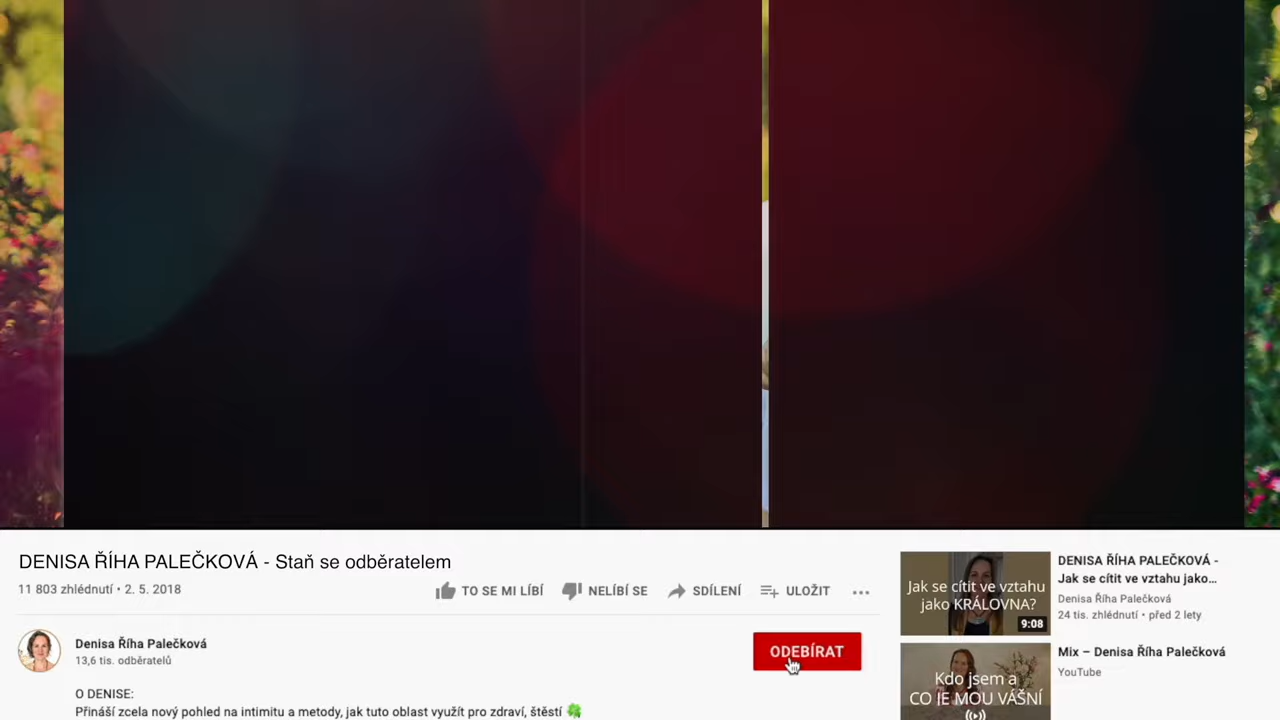 DENISA ŘÍHA PALEČKOVÁ - Staň se odběratelem
11 803 zhlédnutí • 2. 5. 2018
TO SE MI LÍBÍ
NELÍBÍ SE
SDÍLENÍ
ULOŽIT
Denisa Říha Palečková
13,6 tis. odběratelů
ODEBÍRAT
O DENISE:
Přináší zcela nový pohled na intimitu a metody, jak tuto oblast využít pro zdraví, štěstí 🍀
Jak se cítit ve vztahu
jako KRÁLOVNA?
9:08
DENISA ŘÍHA PALEČKOVÁ -
Jak se cítit ve vztahu jako...
Denisa Říha Palečková
24 tis. zhlédnutí • před 2 lety
Kdo jsem a
CO JE MOU VÁŠNÍ
Mix – Denisa Říha Palečková
YouTube